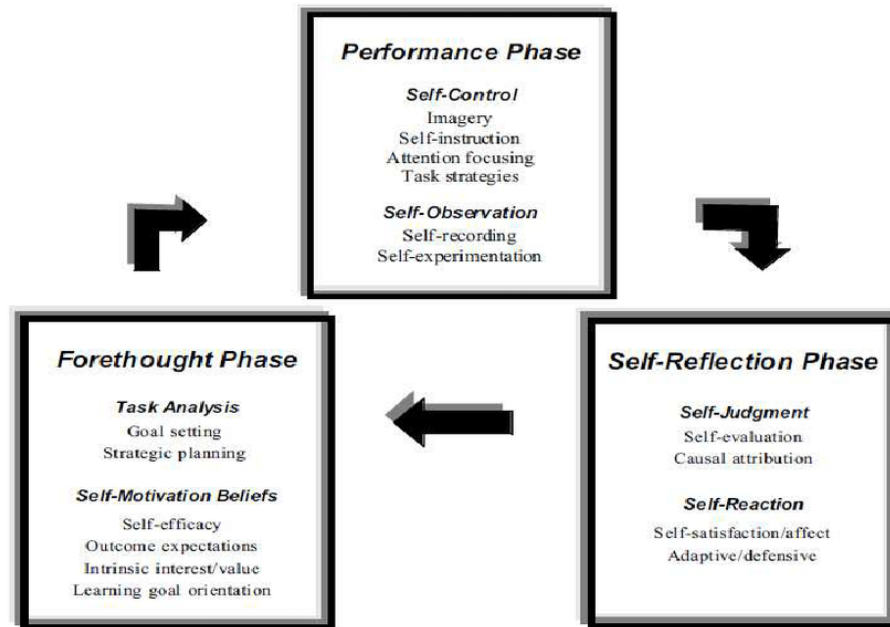 Performance Phase
Self-Control
Imagery
Self-instruction
Attention focusing
Task strategies
Self-Observation
Self-recording
Self-experimentation
Forethought Phase
Task Analysis
Goal setting
Strategic planning
Self-Motivation Beliefs
Self-efficacy
Outcome expectations
Intrinsic interest/value
Learning goal orientation
Self-Reflection Phase
Self-Judgment
Self-evaluation
Causal attribution
Self-Reaction
Self-satisfaction/affect
Adaptive/defensive